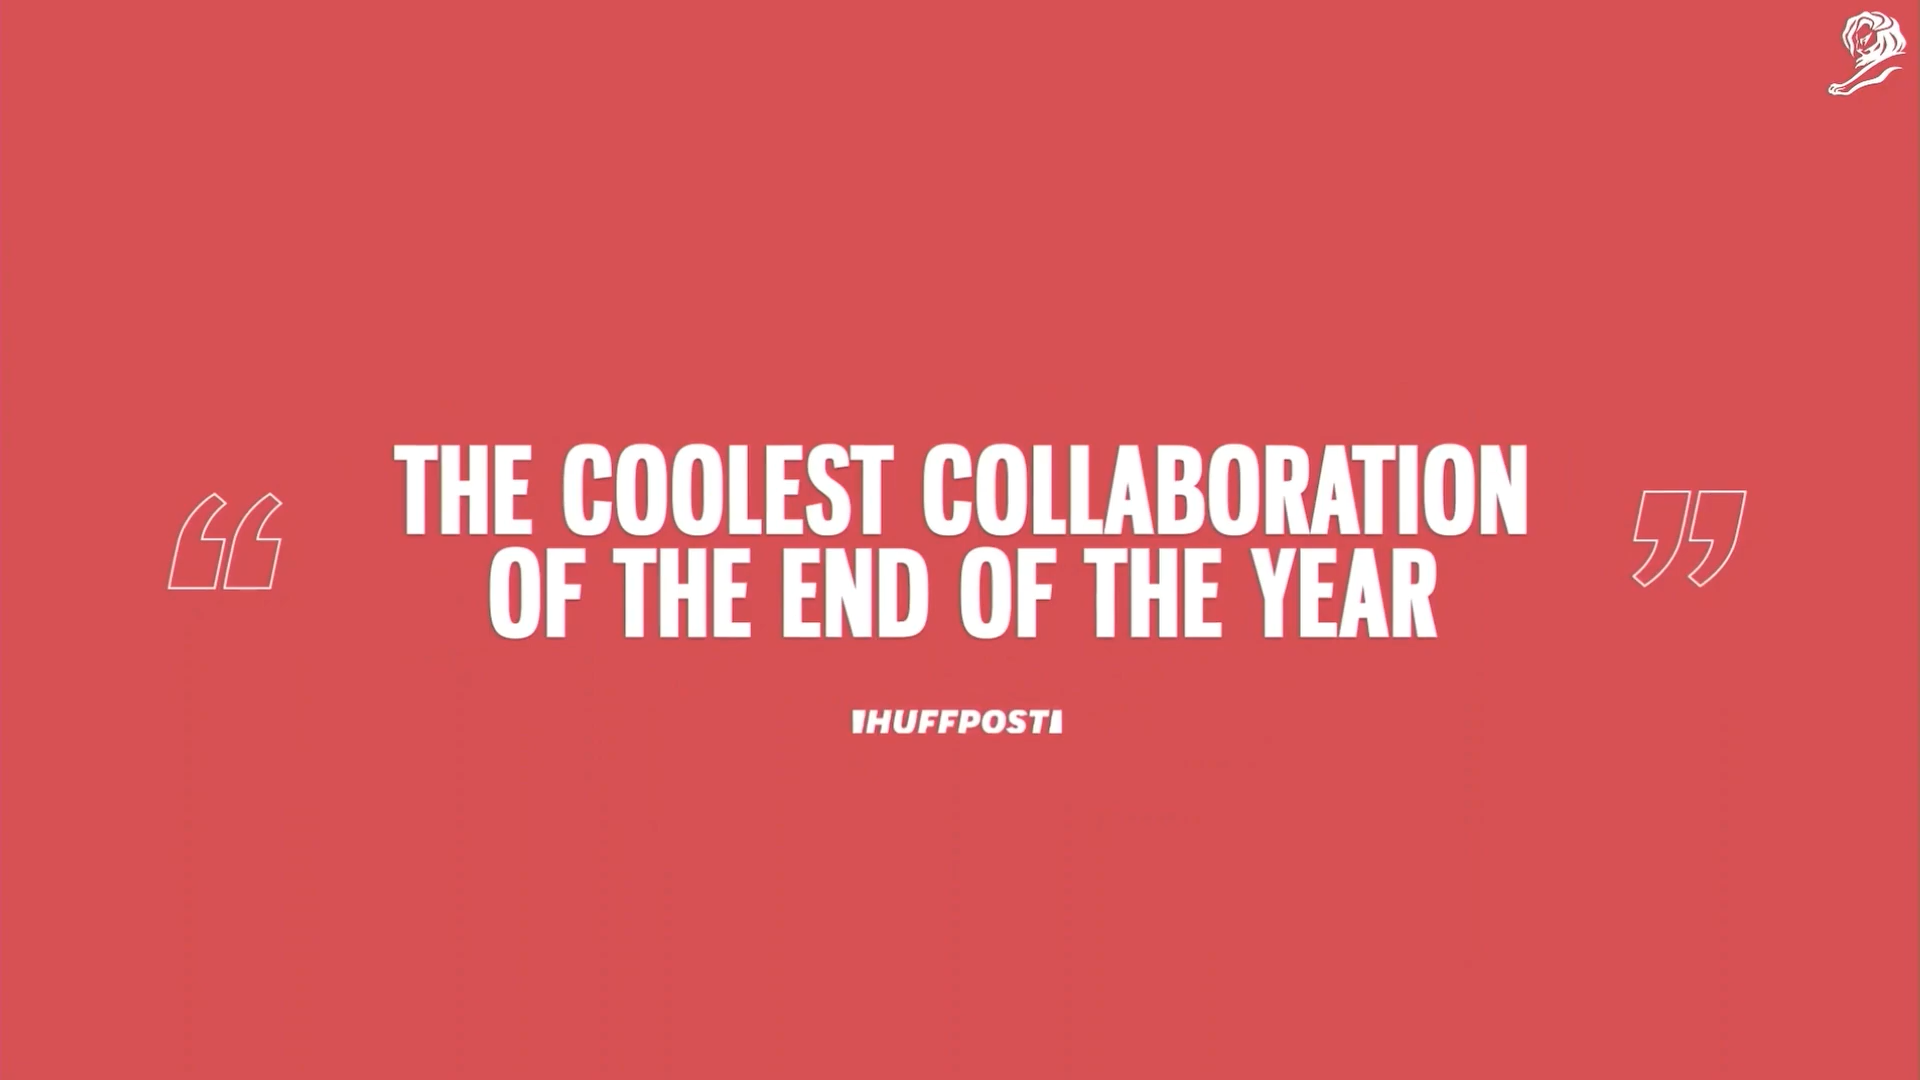 “ THE COOLEST COLLABORATION ”
OF THE END OF THE YEAR
HUFFPOST